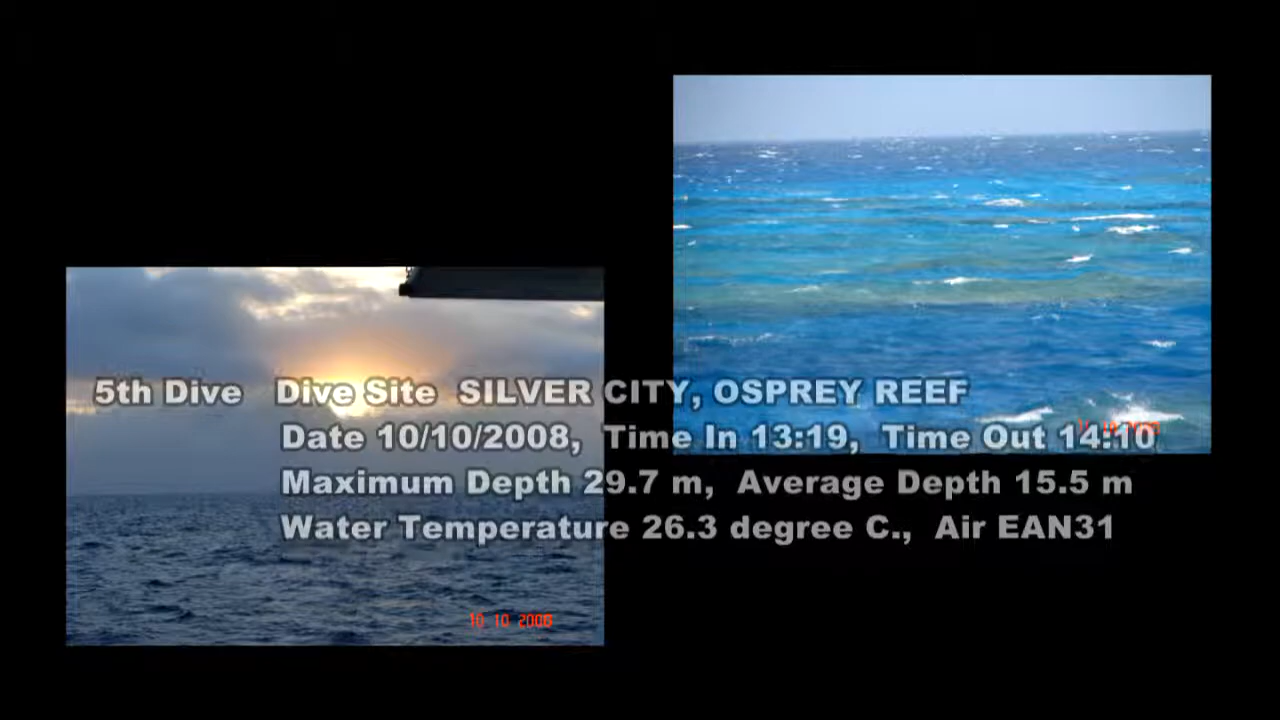 5th Dive Dive Site SILVER CITY, OSPREY REEF
Date 10/10/2008, Time In 13:19, Time Out 14:10
Maximum Depth 29.7 m, Average Depth 15.5 m
Water Temperature 26.3 degree C., Air EAN31
10 10 2008